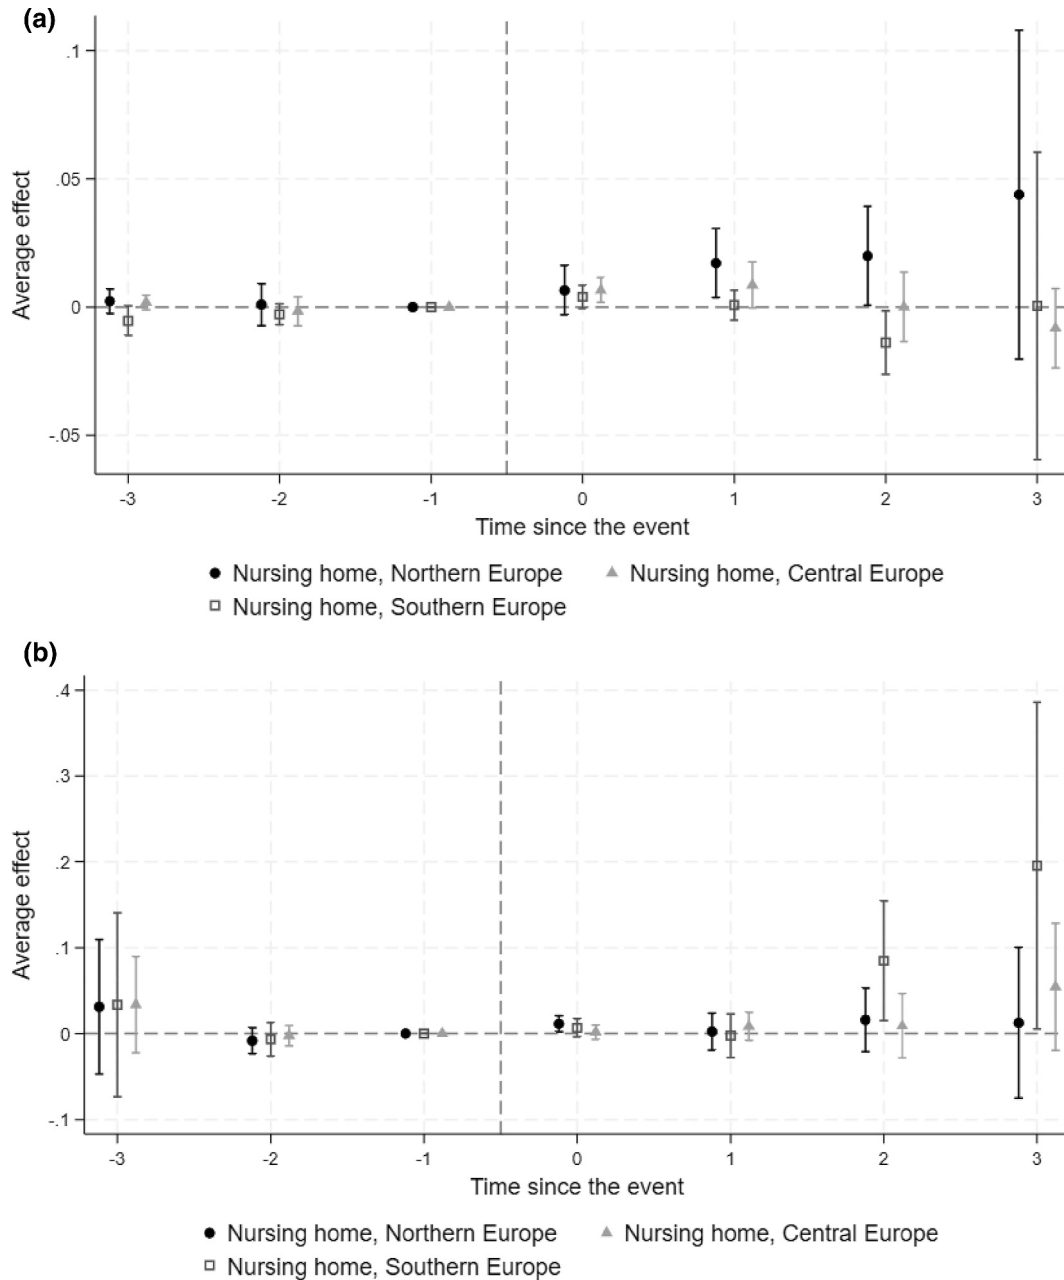 (a)
.1
.05
0
-.05
Average effect
-3 -2 -1 0 1 2 3
Time since the event
Nursing home, Northern Europe Nursing home, Central Europe
Nursing home, Southern Europe
(b)
.4
.3
.2
.1
0
-.1
Average effect
-3 -2 -1 0 1 2 3
Time since the event
Nursing home, Northern Europe Nursing home, Central Europe
Nursing home, Southern Europe